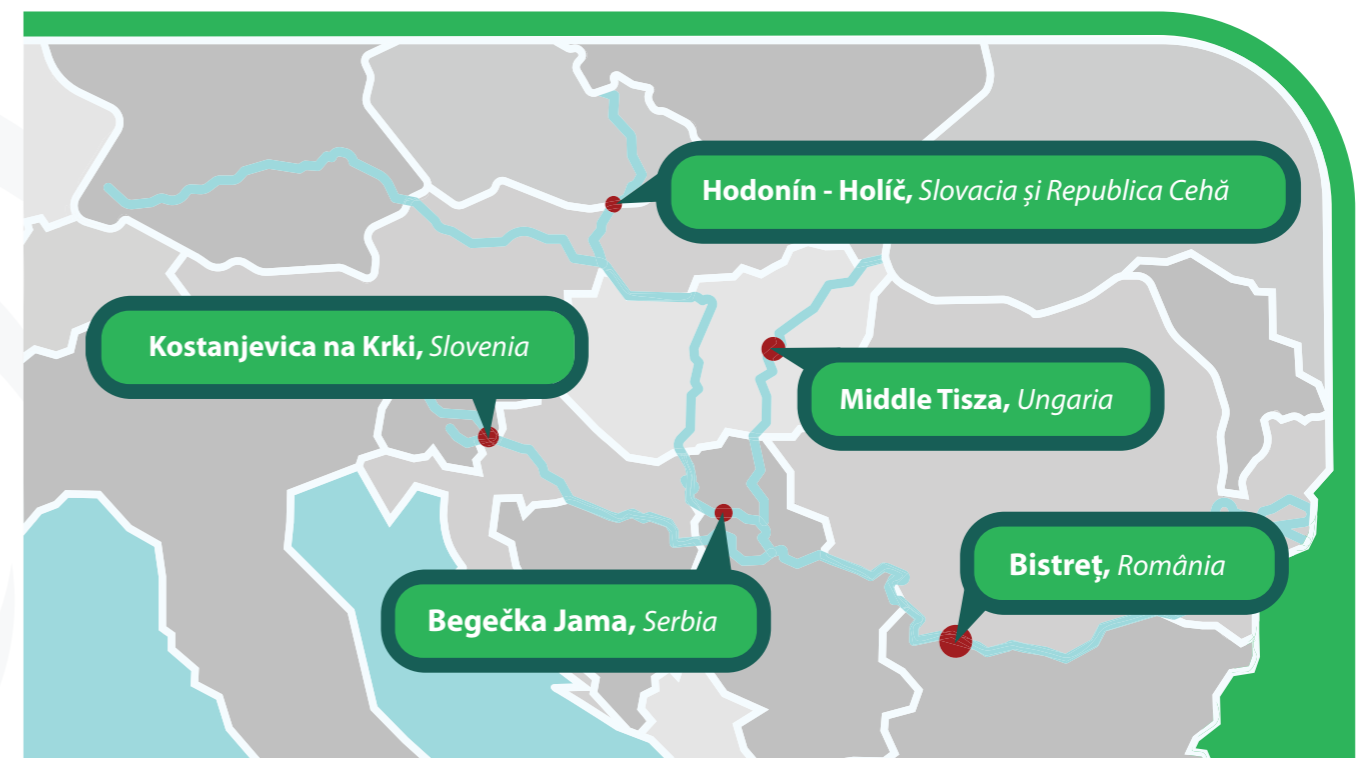 Hodonín - Holíč, Slovacia și Republica Cehă
Kostanjevica na Krki, Slovenia
Middle Tisza, Ungaria
Bistreț, România
Begečka Jama, Serbia